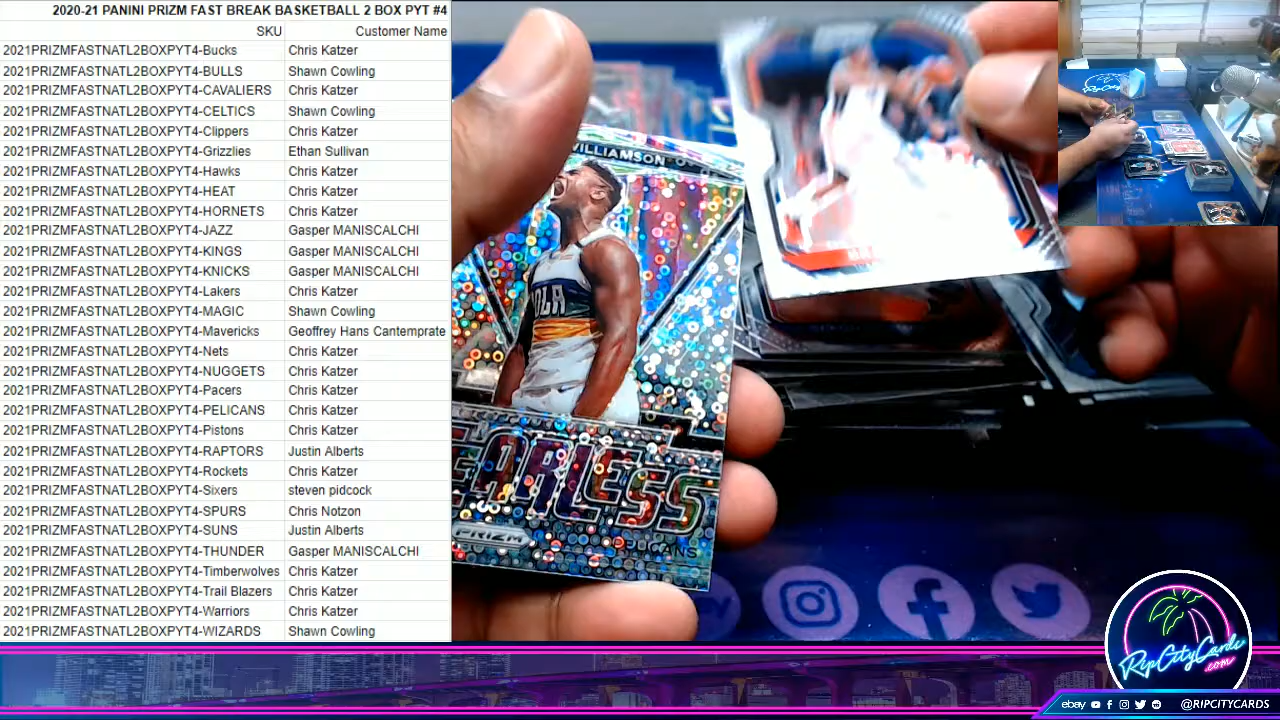 2020-21 PANINI PRIZM FAST BREAK BASKETBALL 2 BOX PYT #4
SKU Customer Name
2021PRIZMFASTNATL2BOXPYT4-Bucks Chris Katzer
2021PRIZMFASTNATL2BOXPYT4-BULLS Shawn Cowling
2021PRIZMFASTNATL2BOXPYT4-CAVALIERS Chris Katzer
2021PRIZMFASTNATL2BOXPYT4-CELTICS Shawn Cowling
2021PRIZMFASTNATL2BOXPYT4-Clippers Chris Katzer
2021PRIZMFASTNATL2BOXPYT4-Grizzlies Ethan Sullivan
2021PRIZMFASTNATL2BOXPYT4-Hawks Chris Katzer
2021PRIZMFASTNATL2BOXPYT4-HEAT Chris Katzer
2021PRIZMFASTNATL2BOXPYT4-HORNETS Chris Katzer
2021PRIZMFASTNATL2BOXPYT4-JAZZ Gasper MANISCALCHI
2021PRIZMFASTNATL2BOXPYT4-KINGS Gasper MANISCALCHI
2021PRIZMFASTNATL2BOXPYT4-KNICKS Gasper MANISCALCHI
2021PRIZMFASTNATL2BOXPYT4-Lakers Chris Katzer
2021PRIZMFASTNATL2BOXPYT4-MAGIC Shawn Cowling
2021PRIZMFASTNATL2BOXPYT4-Mavericks Geoffrey Hans Cantemprate
2021PRIZMFASTNATL2BOXPYT4-Nets Chris Katzer
2021PRIZMFASTNATL2BOXPYT4-NUGGETS Chris Katzer
2021PRIZMFASTNATL2BOXPYT4-Pacers Chris Katzer
2021PRIZMFASTNATL2BOXPYT4-PELICANS Chris Katzer
2021PRIZMFASTNATL2BOXPYT4-Pistons Chris Katzer
2021PRIZMFASTNATL2BOXPYT4-RAPTORS Justin Alberts
2021PRIZMFASTNATL2BOXPYT4-Rockets Chris Katzer
2021PRIZMFASTNATL2BOXPYT4-Sixers steven pidcock
2021PRIZMFASTNATL2BOXPYT4-SPURS Chris Notzon
2021PRIZMFASTNATL2BOXPYT4-SUNS Justin Alberts
2021PRIZMFASTNATL2BOXPYT4-THUNDER Gasper MANISCALCHI
2021PRIZMFASTNATL2BOXPYT4-Timberwolves Chris Katzer
2021PRIZMFASTNATL2BOXPYT4-Trail Blazers Chris Katzer
2021PRIZMFASTNATL2BOXPYT4-Warriors Chris Katzer
2021PRIZMFASTNATL2BOXPYT4-WIZARDS Shawn Cowling
WILLIAMSON
OLA
EARLESS
PRIZM
RipCityCards
.com
ebay @RIPCITYCARDS